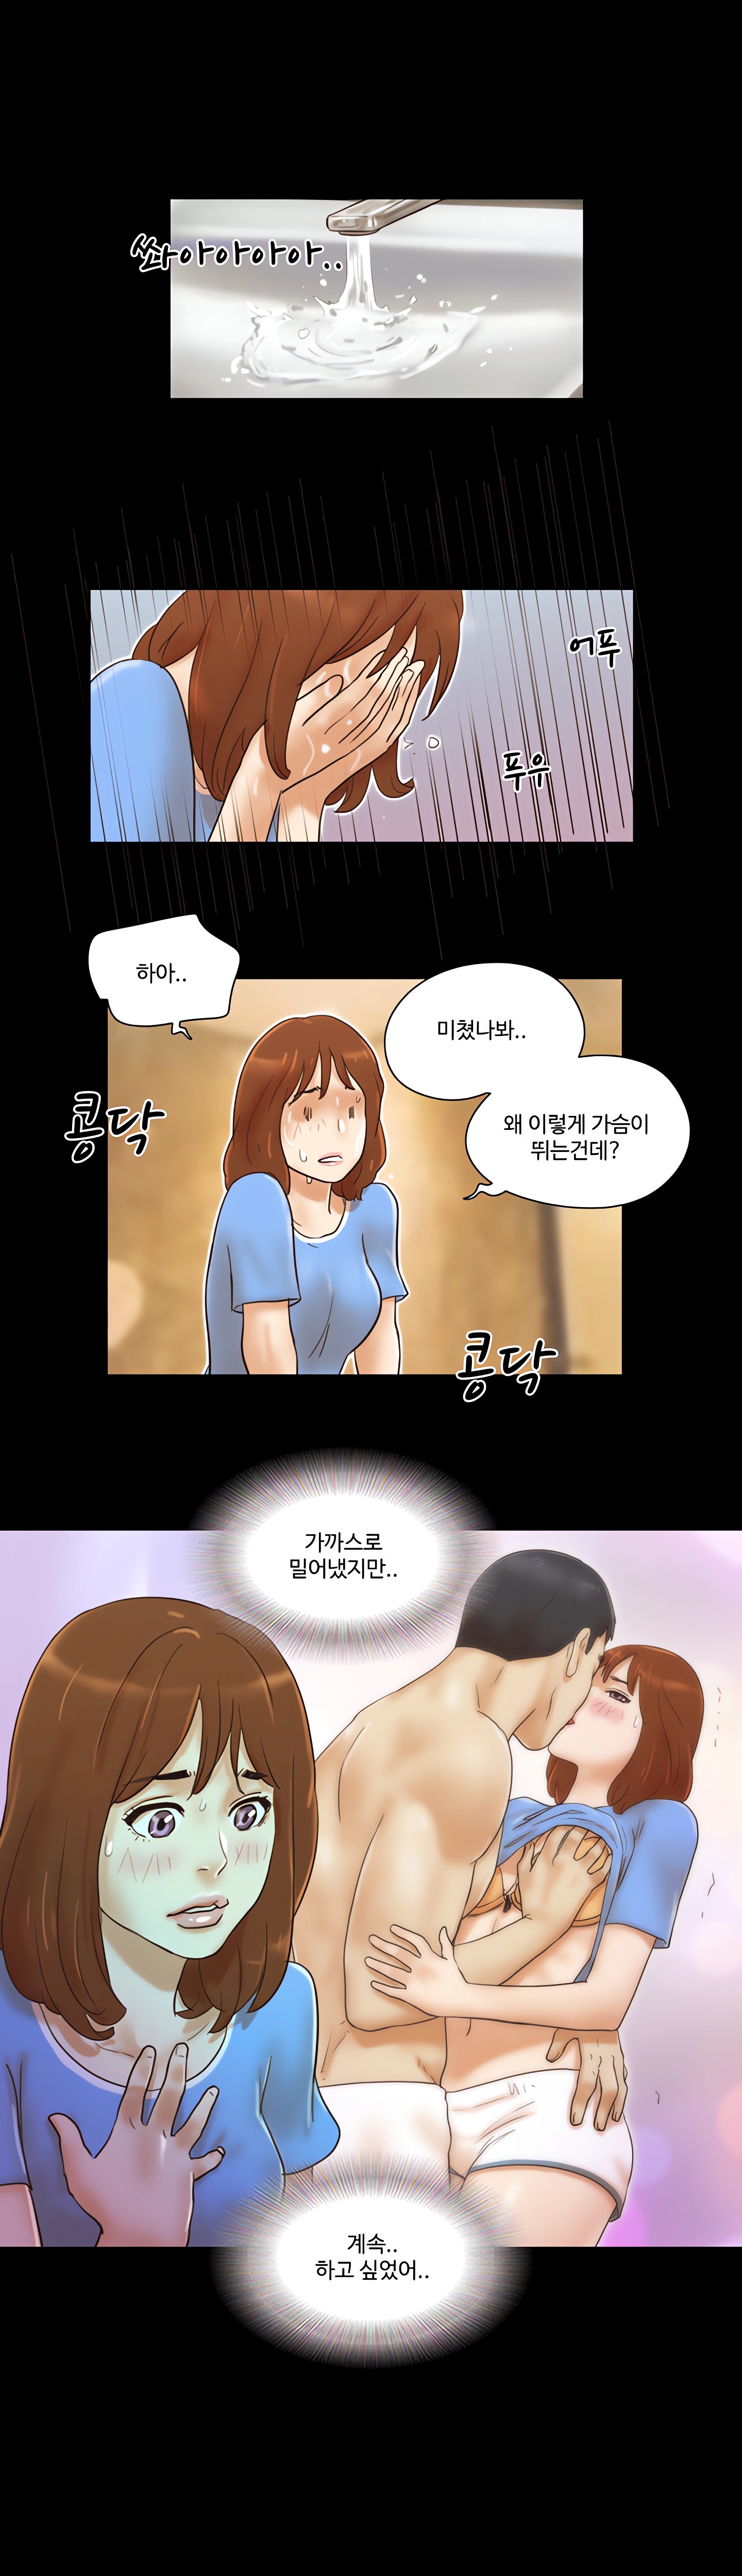 쏴아아아아..
어푸
푸유
하아..
미쳤나봐..
왜 이렇게 가슴이
뛰는건데?
콩닥
콩닥
가까스로
밀어냈지만..
계속..
하고 싶었어..